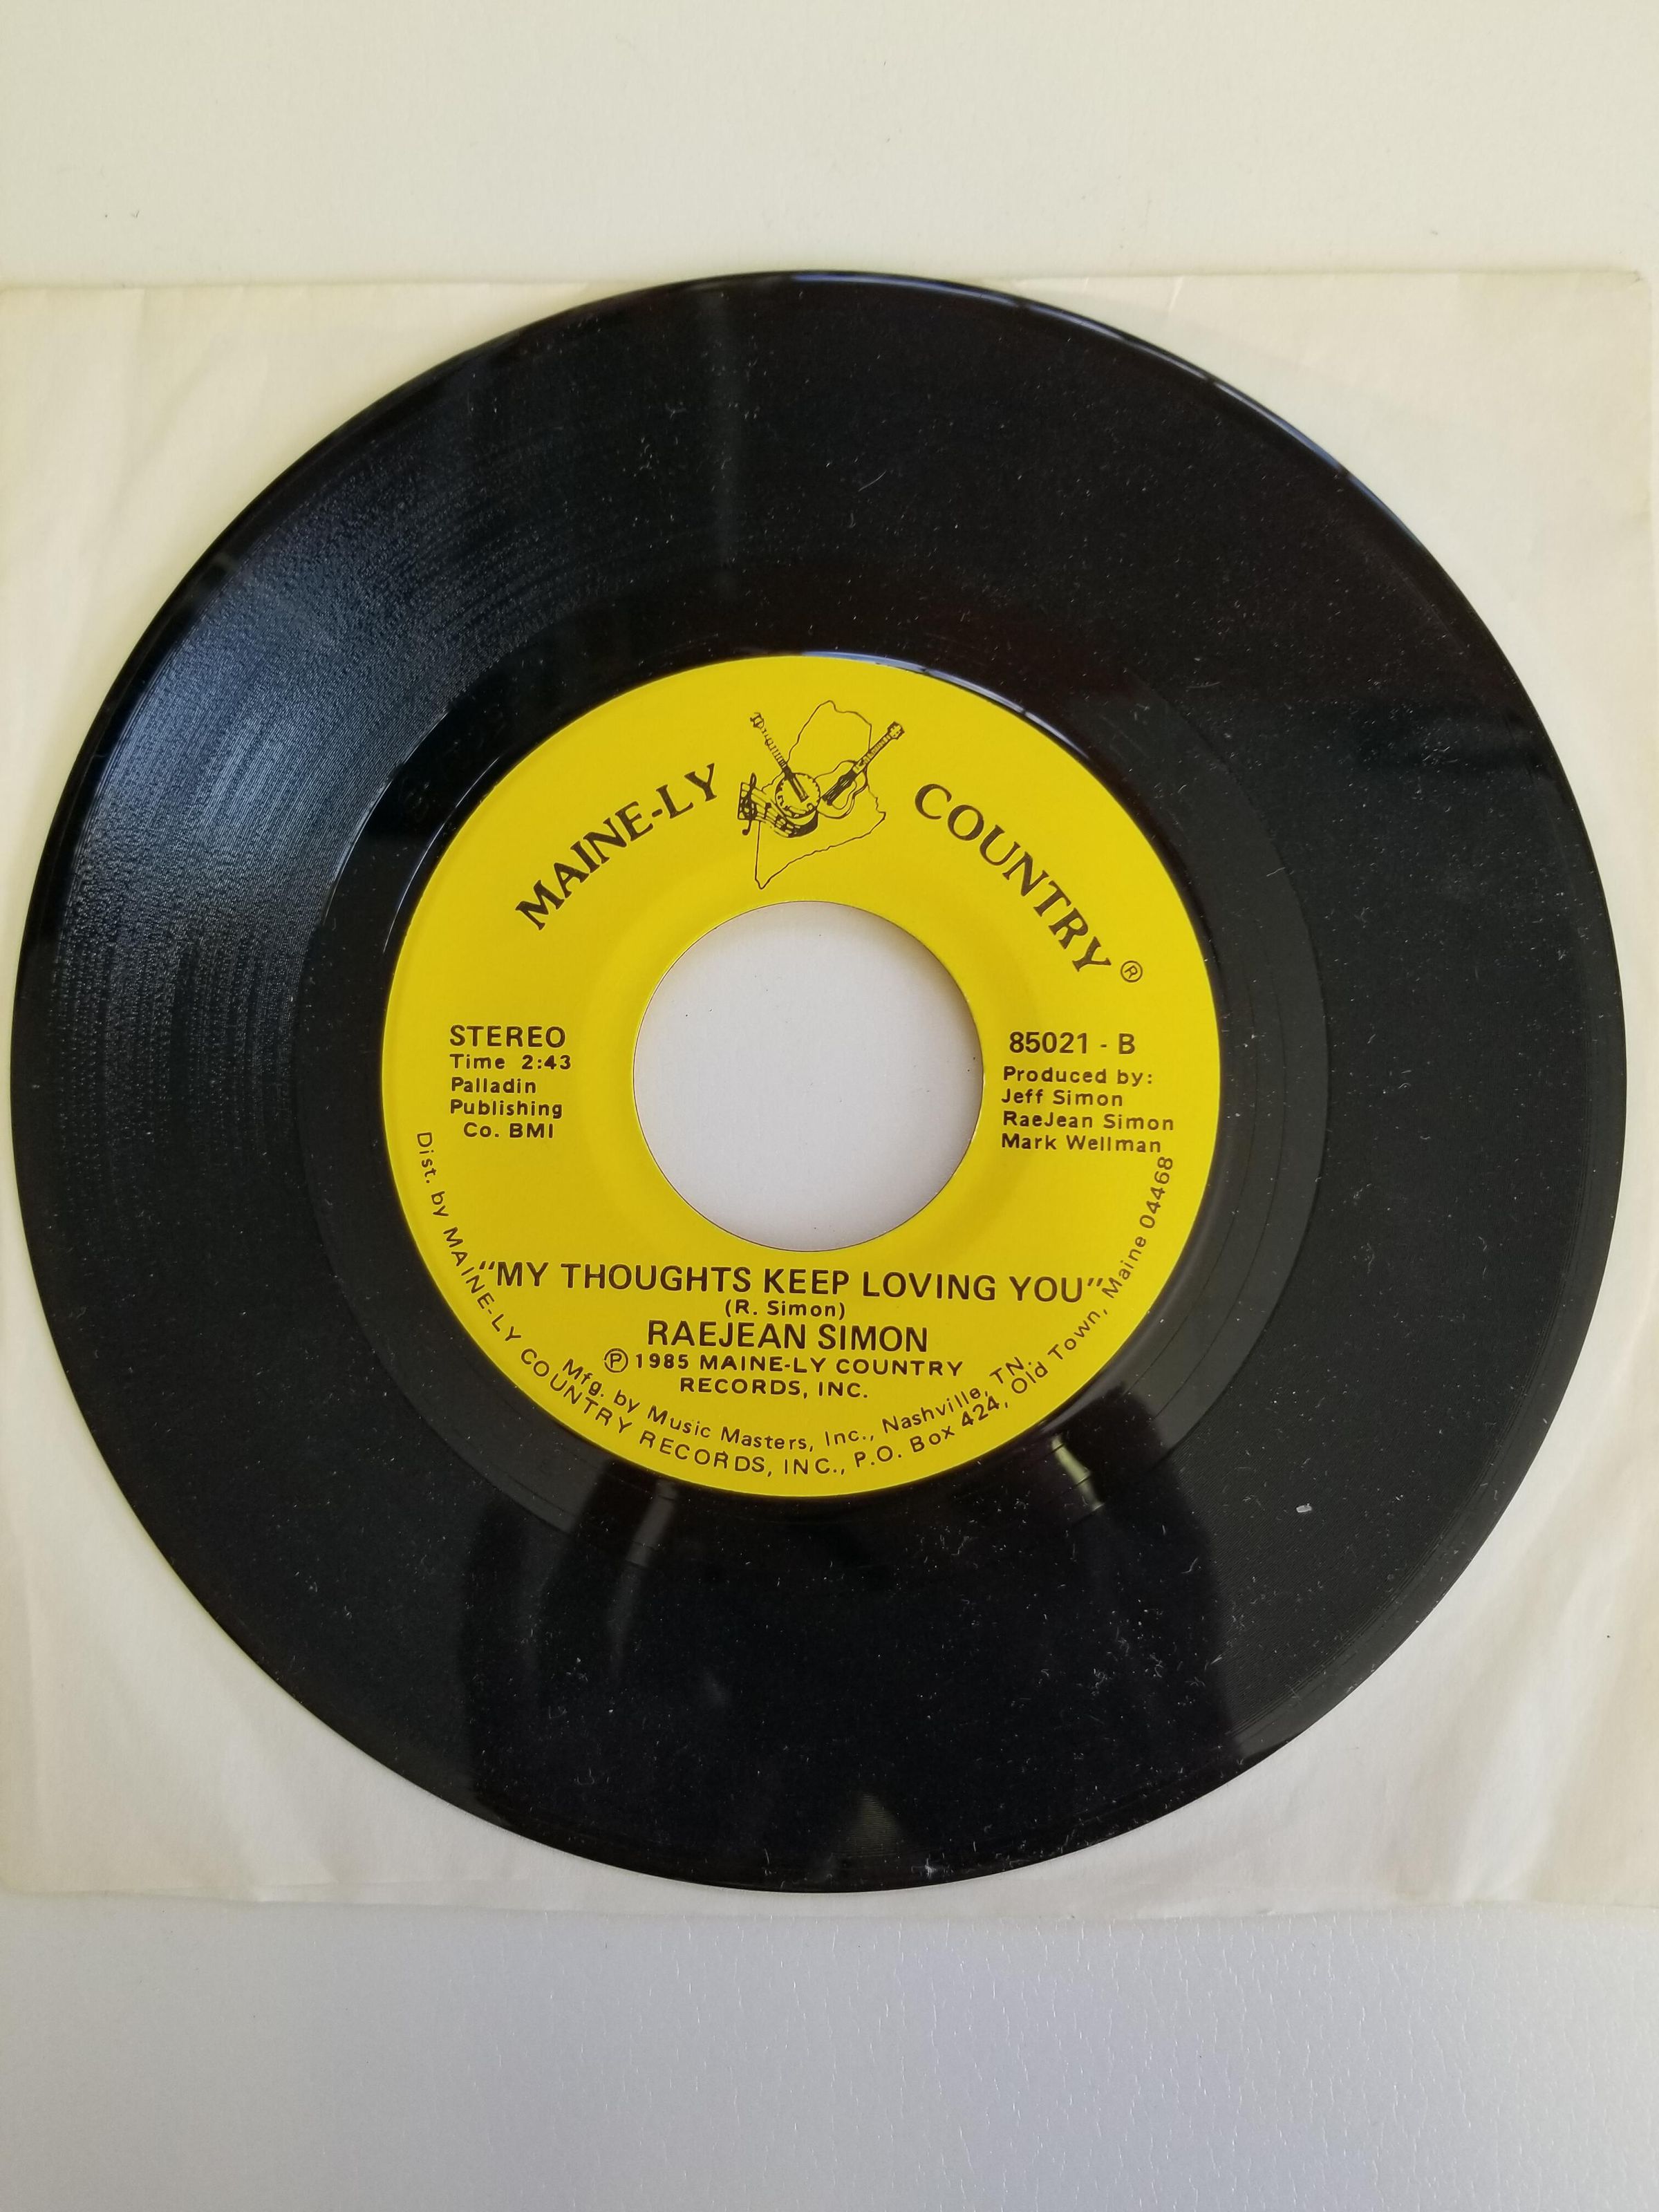 MAINE-LY COUNTRY ®
STEREO
Time 2:43
Palladin
Publishing
Co. BMI
85021 - B
Produced by:
Jeff Simon
RaeJean Simon
Mark Wellman
"MY THOUGHTS KEEP LOVING YOU"
(R. Simon)
RAEJEAN SIMON
℗ 1985 MAINE-LY COUNTRY
RECORDS, INC.
Mfg. by Music Masters, Inc., Nashville, TN.
Dist. by MAINE-LY COUNTRY RECORDS, INC., P.O. Box 424, Old Town, Maine 04468